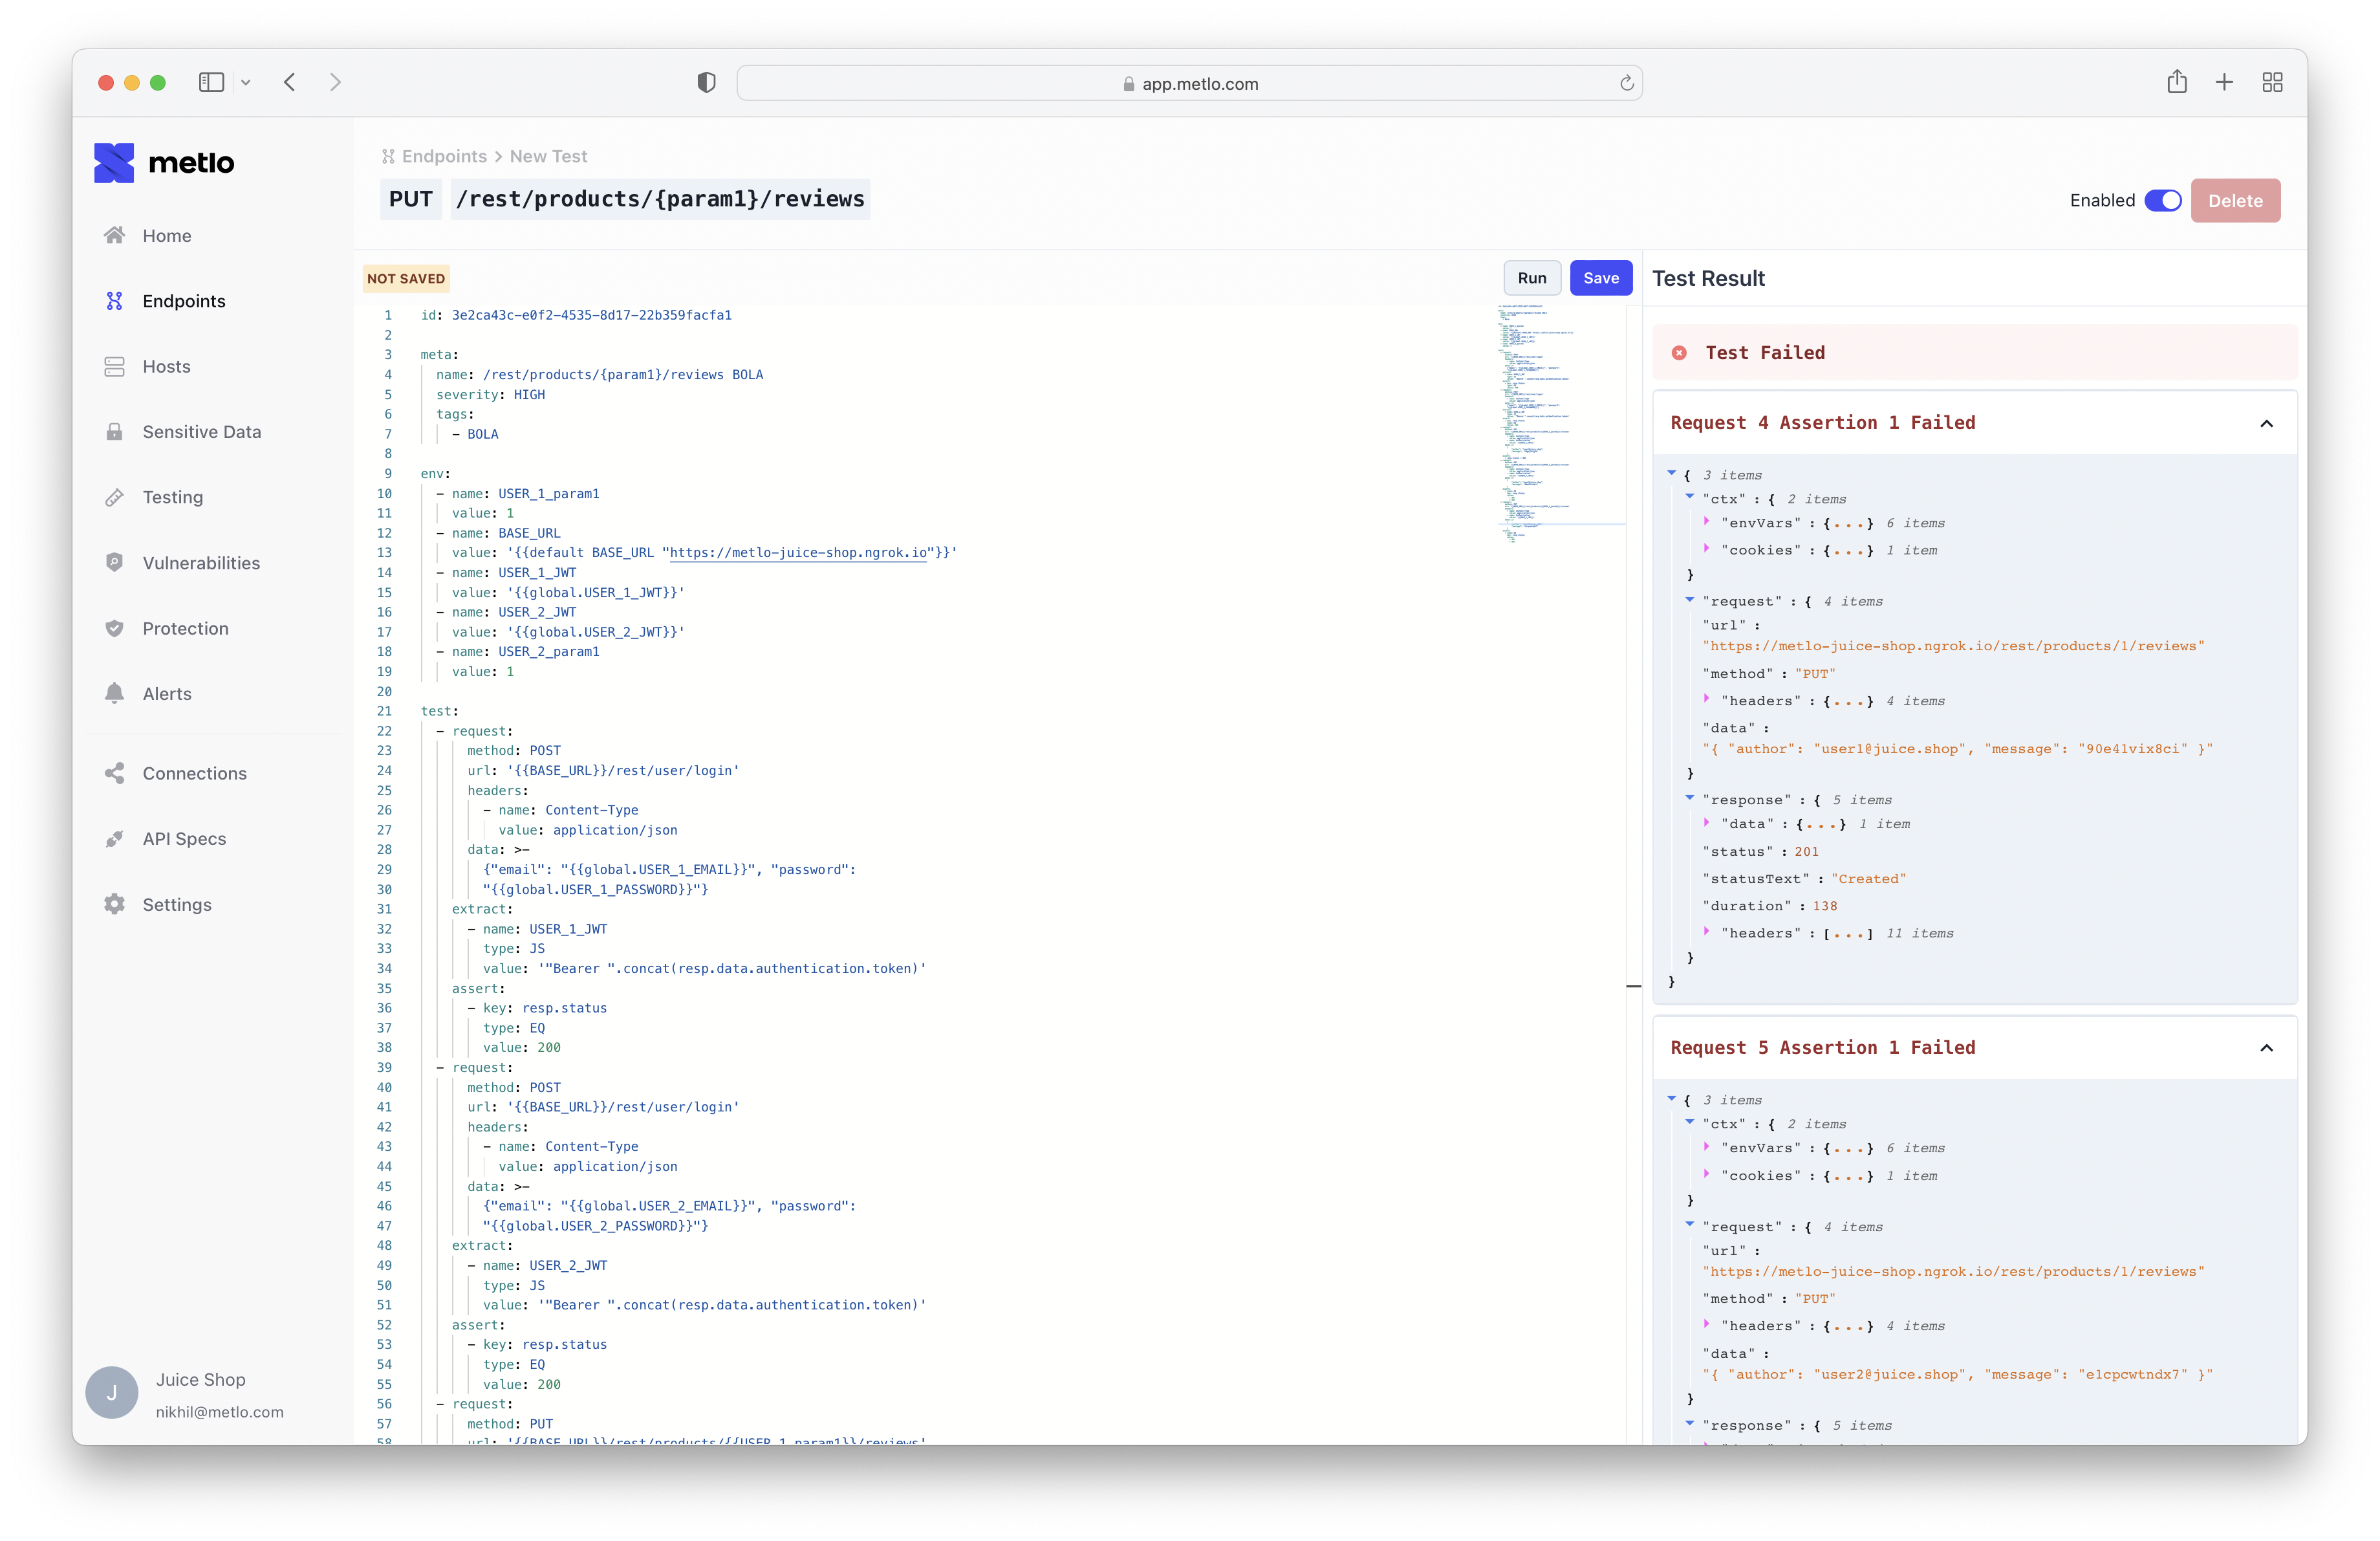 app.metlo.com
metlo
Home
Endpoints
Hosts
Sensitive Data
Testing
Vulnerabilities
Protection
Alerts
Connections
API Specs
Settings
J
Juice Shop
nikhil@metlo.com
Endpoints > New Test
PUT /rest/products/{param1}/reviews
Enabled
Delete
NOT SAVED
Run
Save
1 id: 3e2ca43c-e0f2-4535-8d17-22b359facfa1
2
3 meta:
4 name: /rest/products/{param1}/reviews BOLA
5 severity: HIGH
6 tags:
7 - BOLA
8
9 env:
10 - name: USER_1_param1
11 value: 1
12 - name: BASE_URL
13 value: '{{default BASE_URL "https://metlo-juice-shop.ngrok.io"}}'
14 - name: USER_1_JWT
15 value: '{{global.USER_1_JWT}}'
16 - name: USER_2_JWT
17 value: '{{global.USER_2_JWT}}'
18 - name: USER_2_param1
19 value: 1
20
21 test:
22 - request:
23 method: POST
24 url: '{{BASE_URL}}/rest/user/login'
25 headers:
26 - name: Content-Type
27 value: application/json
28 data: >-
29 {"email": "{{global.USER_1_EMAIL}}", "password":
30 "{{global.USER_1_PASSWORD}}"}
31 extract:
32 - name: USER_1_JWT
33 type: JS
34 value: '"Bearer ".concat(resp.data.authentication.token)'
35 assert:
36 - key: resp.status
37 type: EQ
38 value: 200
39 - request:
40 method: POST
41 url: '{{BASE_URL}}/rest/user/login'
42 headers:
43 - name: Content-Type
44 value: application/json
45 data: >-
46 {"email": "{{global.USER_2_EMAIL}}", "password":
47 "{{global.USER_2_PASSWORD}}"}
48 extract:
49 - name: USER_2_JWT
50 type: JS
51 value: '"Bearer ".concat(resp.data.authentication.token)'
52 assert:
53 - key: resp.status
54 type: EQ
55 value: 200
56 - request:
57 method: PUT
58 url: '{{BASE_URL}}/rest/products/{{USER_1_param1}}/reviews'
Test Result
Test Failed
Request 4 Assertion 1 Failed
{ 3 items
"ctx" : { 2 items
"envVars" : {...} 6 items
"cookies" : {...} 1 item
}
"request" : { 4 items
"url" :
"https://metlo-juice-shop.ngrok.io/rest/products/1/reviews"
"method" : "PUT"
"headers" : {...} 4 items
"data" :
"{ "author": "user1@juice.shop", "message": "90e41vix8ci" }"
}
"response" : { 5 items
"data" : {...} 1 item
"status" : 201
"statusText" : "Created"
"duration" : 138
"headers" : [...] 11 items
}
}
Request 5 Assertion 1 Failed
{ 3 items
"ctx" : { 2 items
"envVars" : {...} 6 items
"cookies" : {...} 1 item
}
"request" : { 4 items
"url" :
"https://metlo-juice-shop.ngrok.io/rest/products/1/reviews"
"method" : "PUT"
"headers" : {...} 4 items
"data" :
"{ "author": "user2@juice.shop", "message": "e1cpcwtndx7" }"
}
"response" : { 5 items